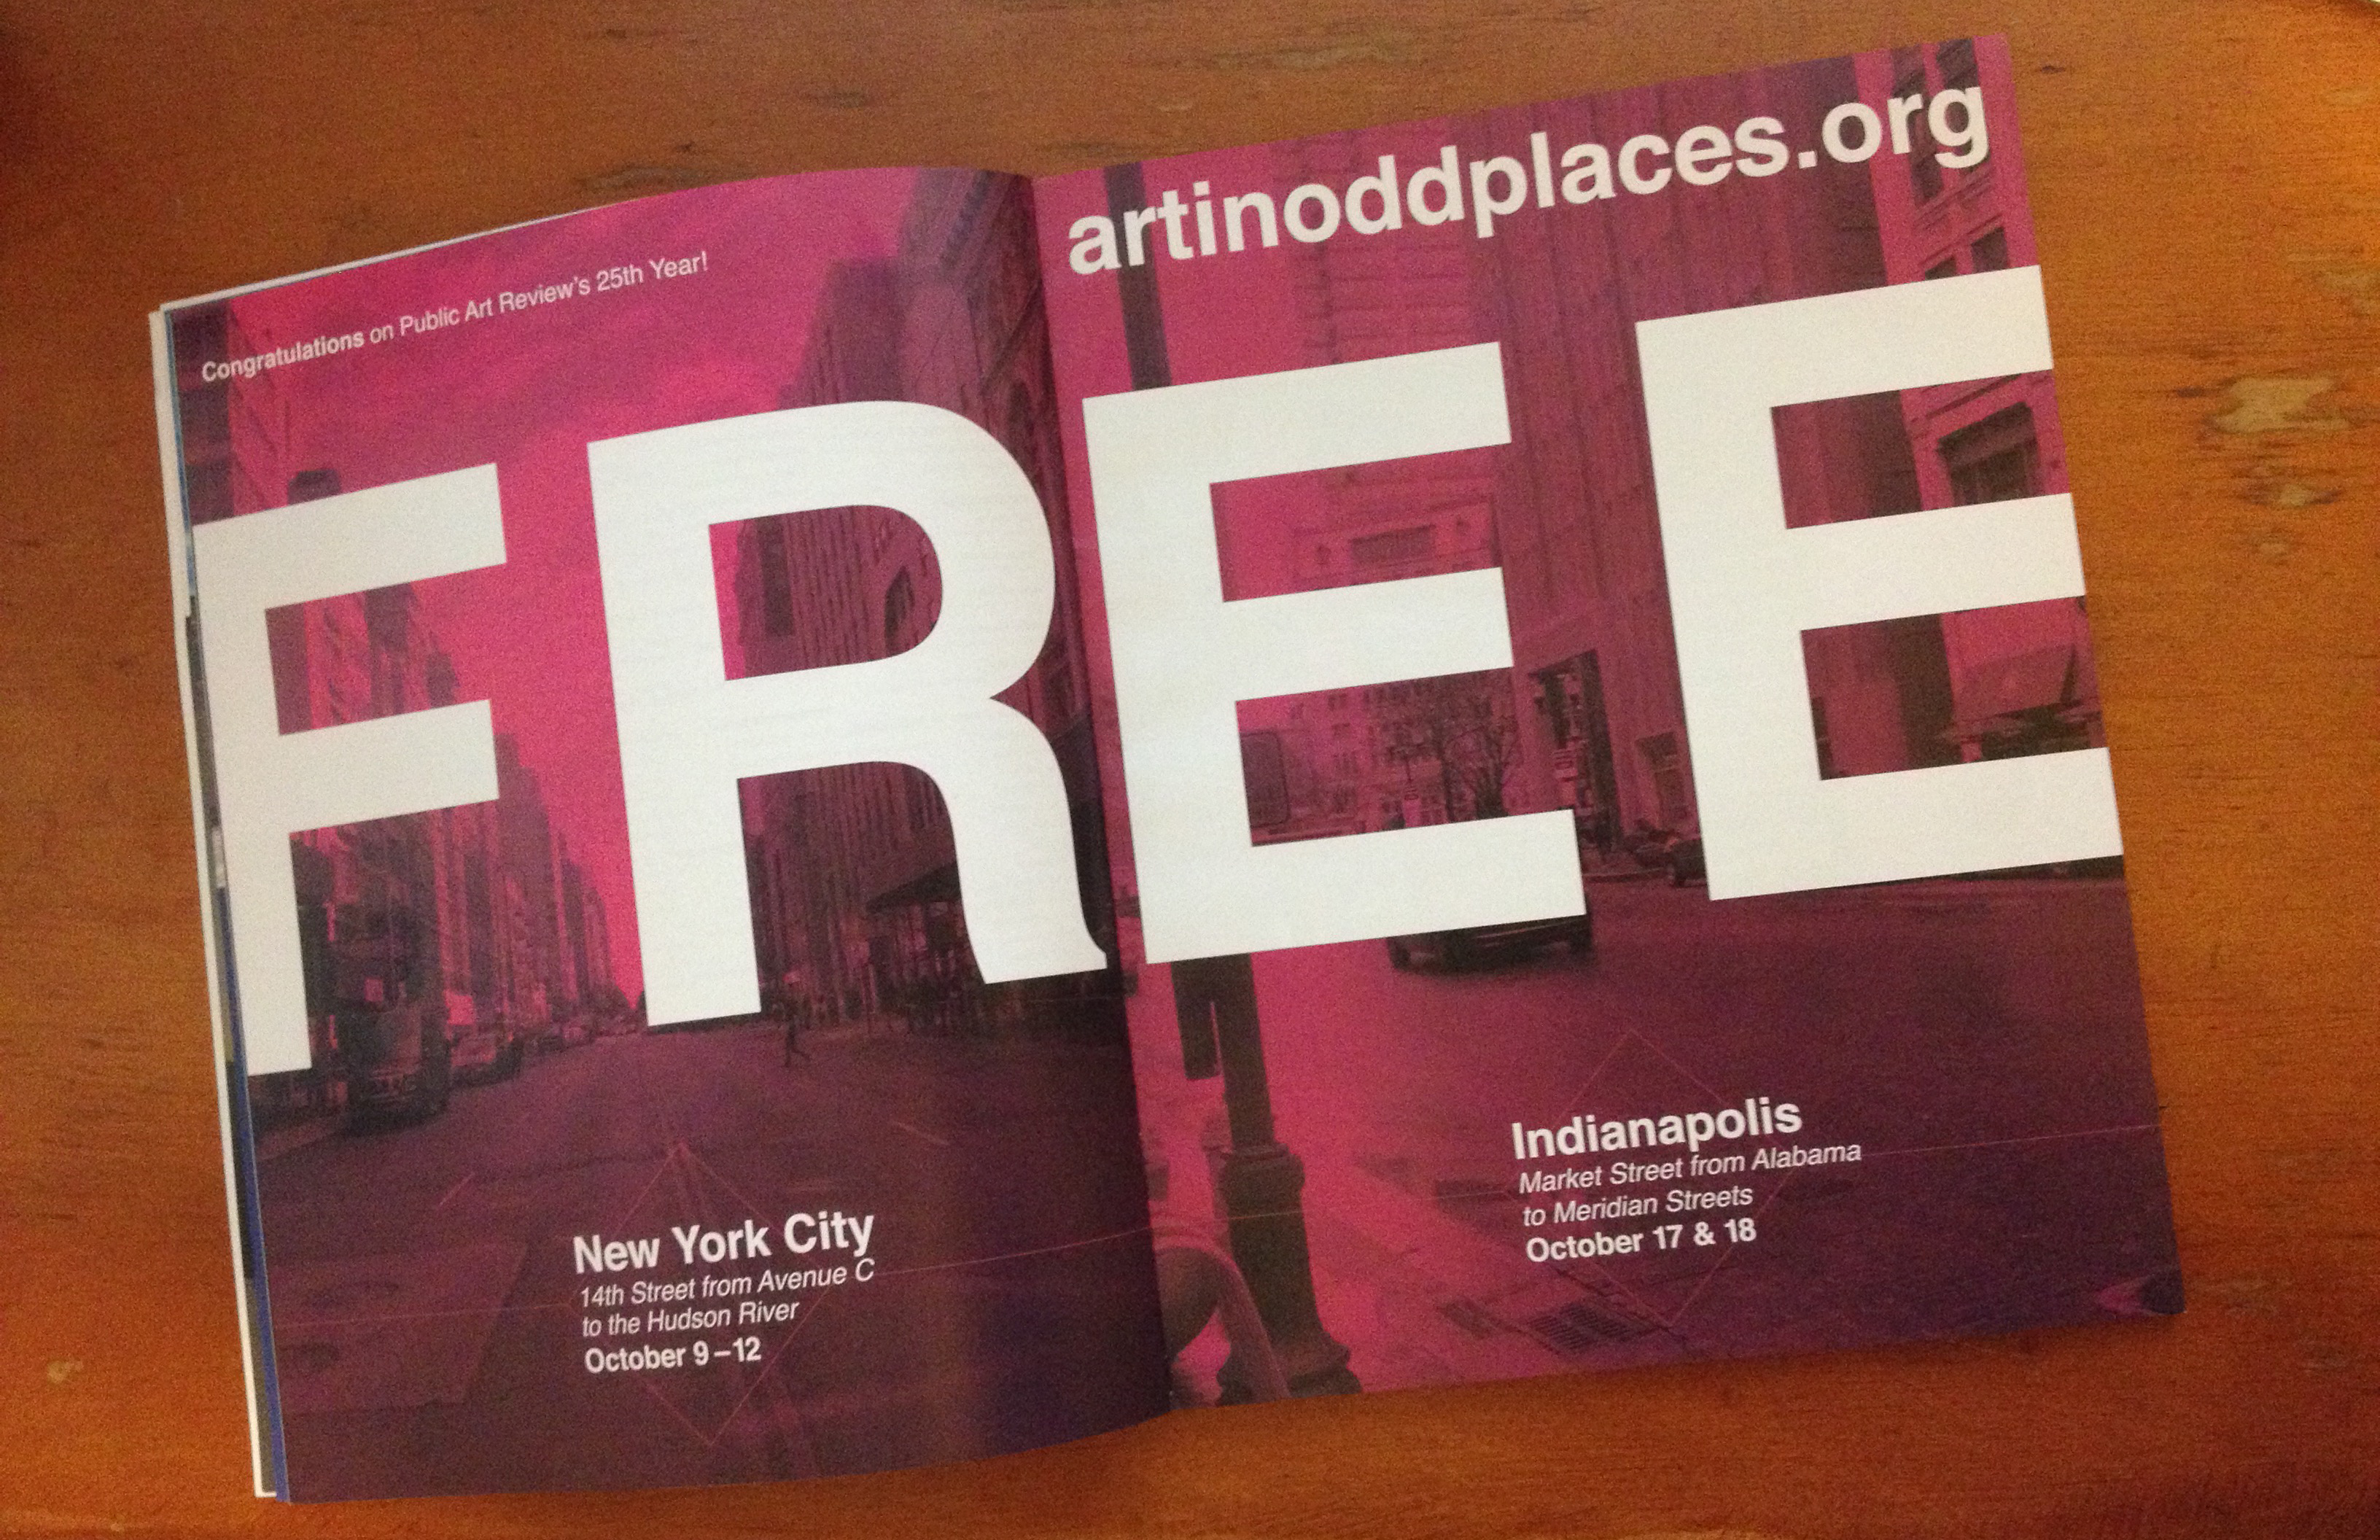 Congratulations on Public Art Review's 25th Year!
artinoddplaces.org
FREE
New York City
14th Street from Avenue C
to the Hudson River
October 9–12
Indianapolis
Market Street from Alabama
to Meridian Streets
October 17 & 18